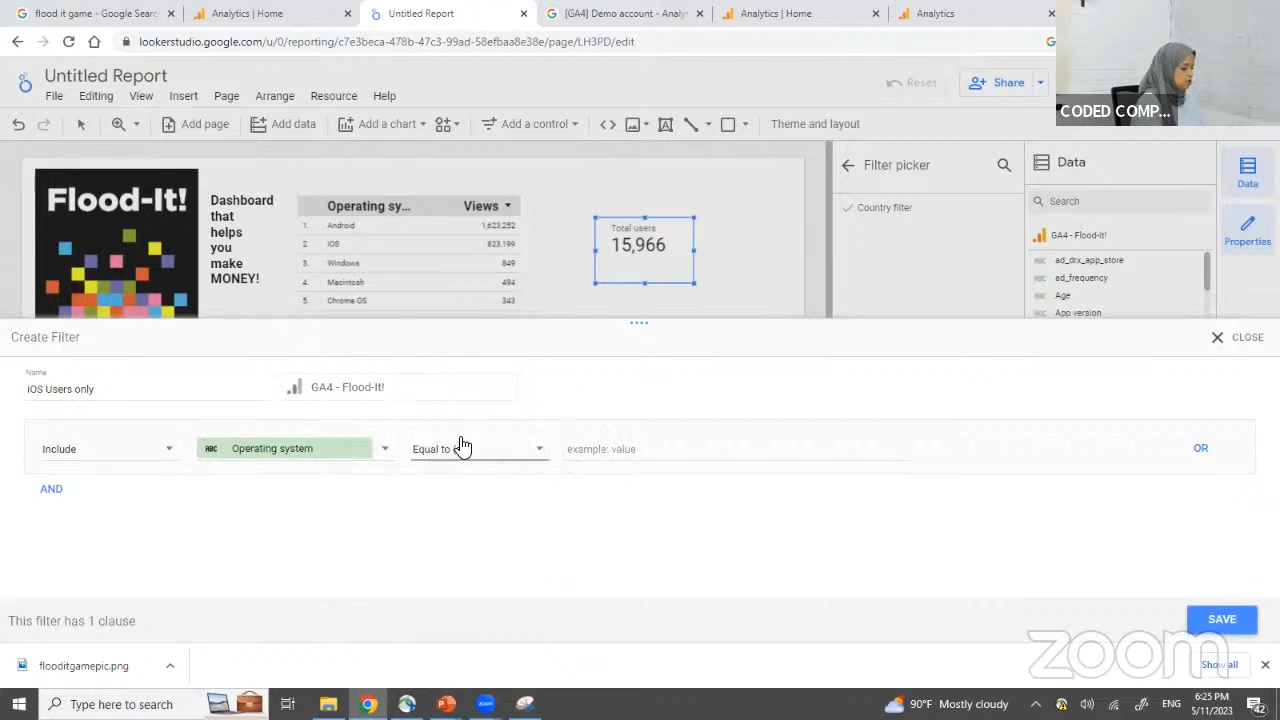 flood it game - Google Searc
Analytics | Home
Untitled Report
[GA4] Demo account - Analy
Analytics | Home
Analytics
lookerstudio.google.com/u/0/reporting/c7e3beca-478b-47c3-99ad-58efbaa8e38e/page/LH3PD/edit
Untitled Report
File Editing View Insert Page Arrange Resource Help
Reset
Share
CODED COMP...
Add page
Add data
Add a chart
Add a control
Theme and layout
Flood-It!
Dashboard
that
helps
you
make
MONEY!
Operating sy... Views
1. Android 1,623,252
2. iOS 823,199
3. Windows 849
4. Macintosh 494
5. Chrome OS 343
Total users
15,966
Filter picker
Country filter
Data
Search
GA4 - Flood-It!
ABC ad_drx_app_store
ABC ad_frequency
ABC Age
ABC App version
Data
Properties
Create Filter
CLOSE
Name
iOS Users only
GA4 - Flood-It!
Include
ABC Operating system
Equal to
example: value
OR
AND
This filter has 1 clause
SAVE
zoom
flooditgamepic.png
Show all
Type here to search
90°F Mostly cloudy
ENG
6:25 PM
5/11/2023
42